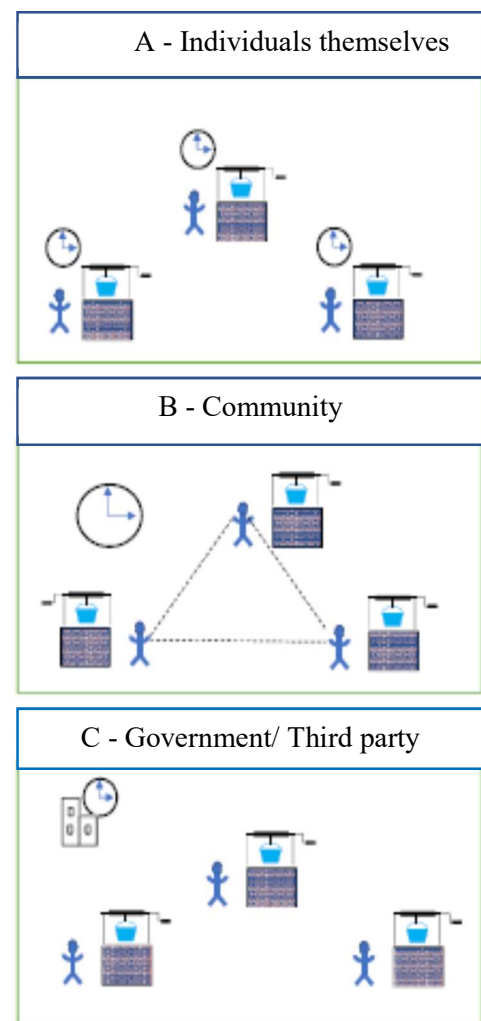 A - Individuals themselves
B - Community
C - Government/ Third party